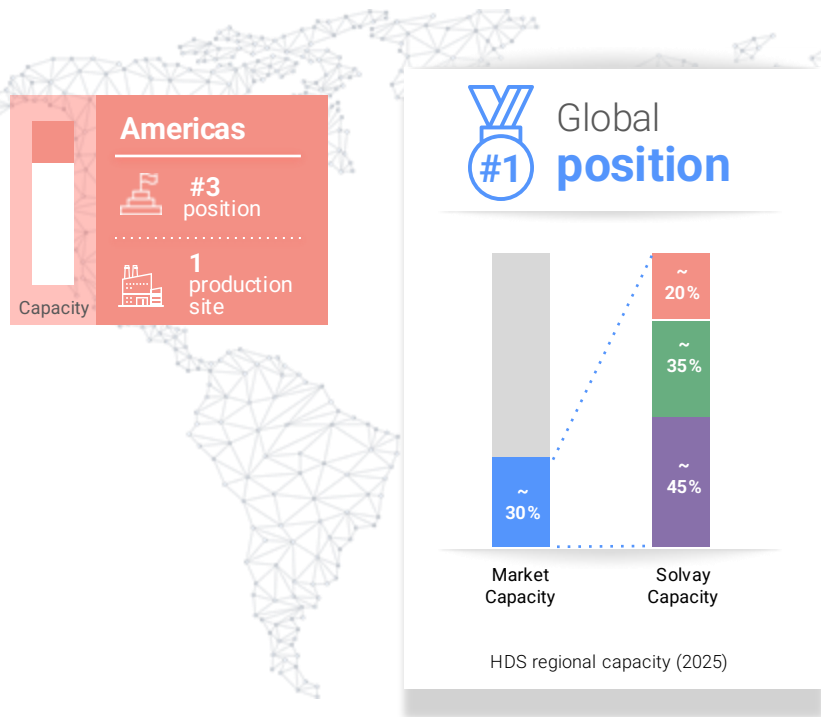 Americas
#3
position
1
production
site
Capacity
#1
Global
position
~
20%
~
35%
~
45%
~
30%
Market
Capacity
Solvay
Capacity
HDS regional capacity (2025)